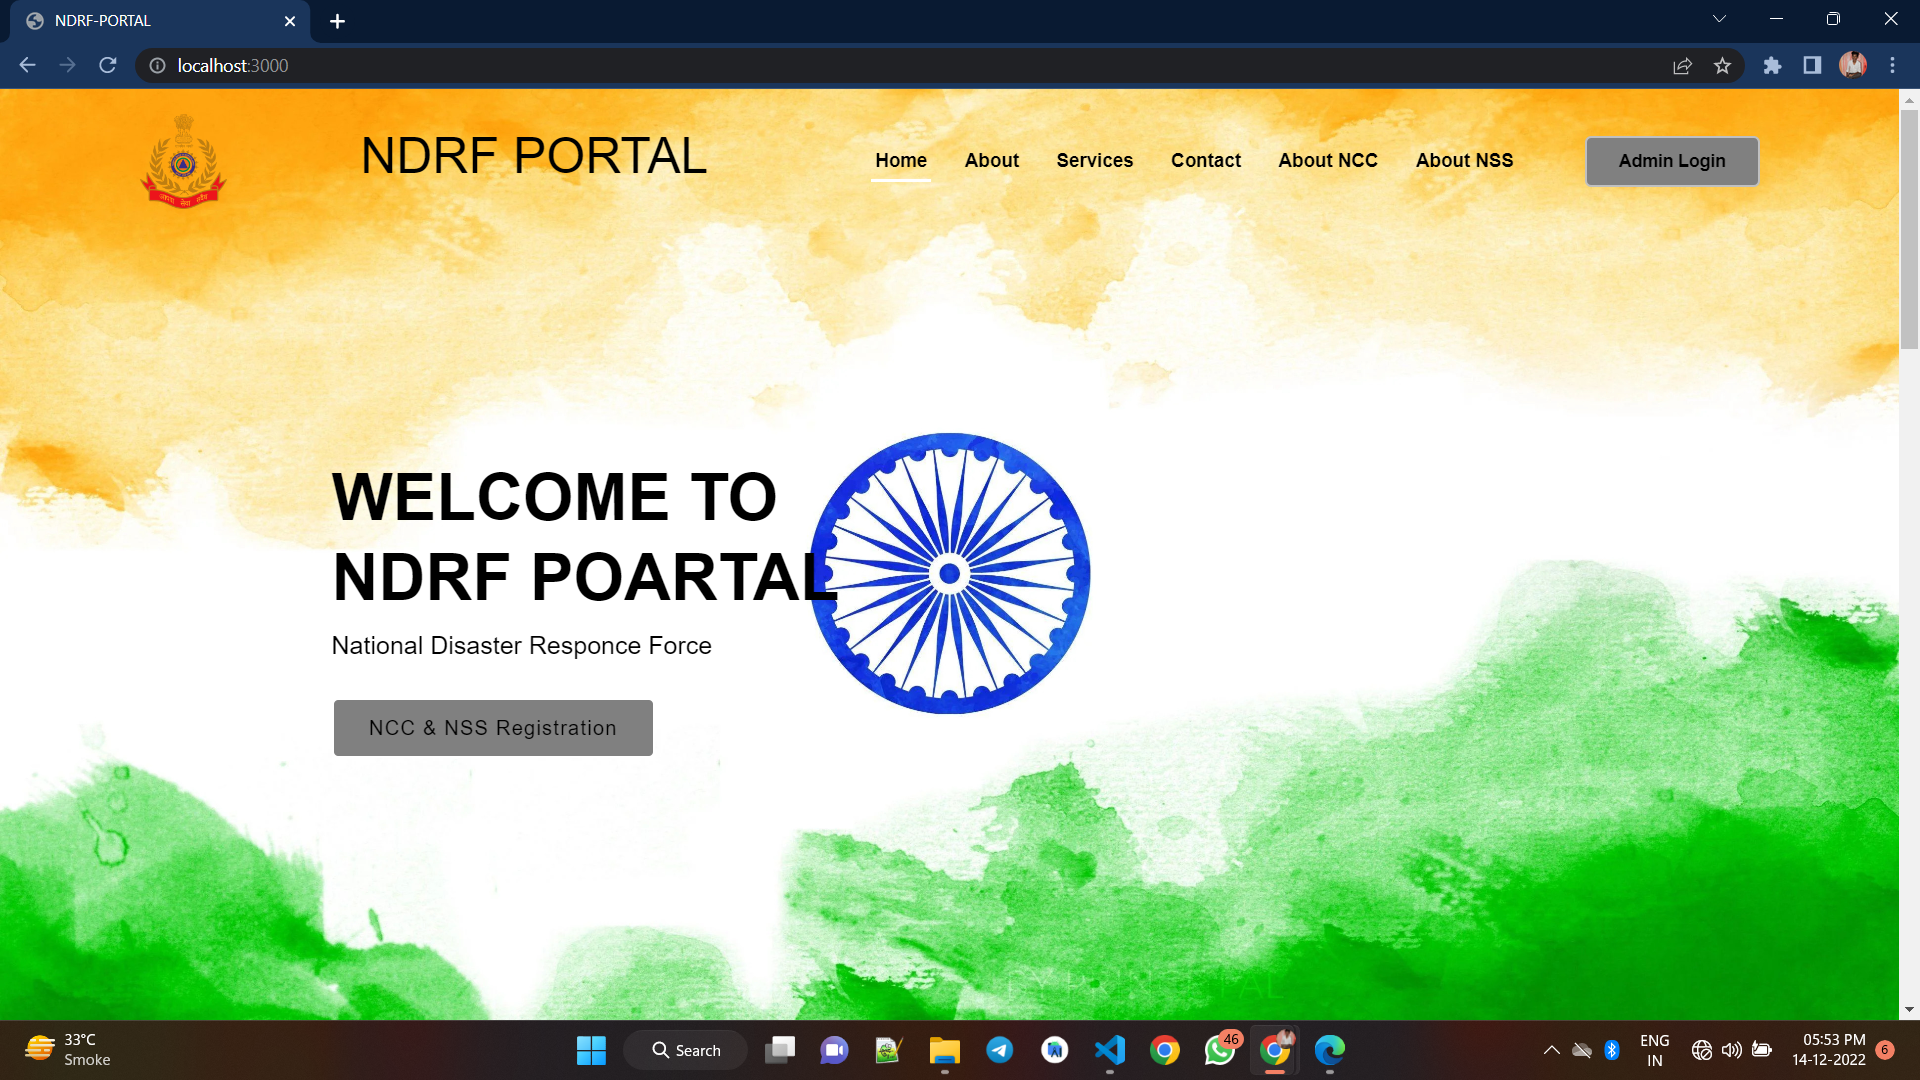 NDRF-PORTAL
localhost:3000
NDRF PORTAL
Home
About
Services
Contact
About NCC
About NSS
Admin Login
WELCOME TO
NDRF POARTAL
National Disaster Responce Force
NCC & NSS Registration
33°C
Smoke
Search
46
ENG
IN
05:53 PM
14-12-2022
6